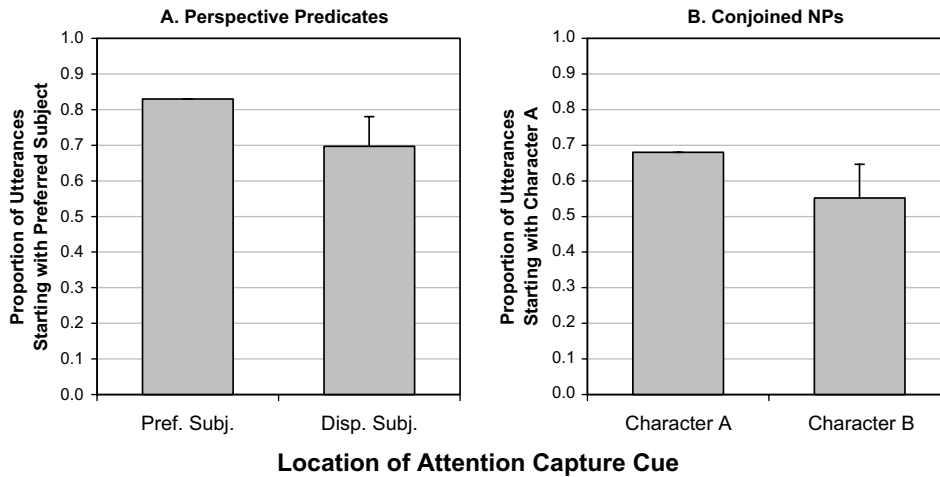 A. Perspective Predicates
Proportion of Utterances
Starting with Preferred Subject
1.0
0.9
0.8
0.7
0.6
0.5
0.4
0.3
0.2
0.1
0.0
Pref. Subj.
Disp. Subj.
B. Conjoined NPs
Proportion of Utterances
Starting with Character A
1.0
0.9
0.8
0.7
0.6
0.5
0.4
0.3
0.2
0.1
0.0
Character A
Character B
Location of Attention Capture Cue